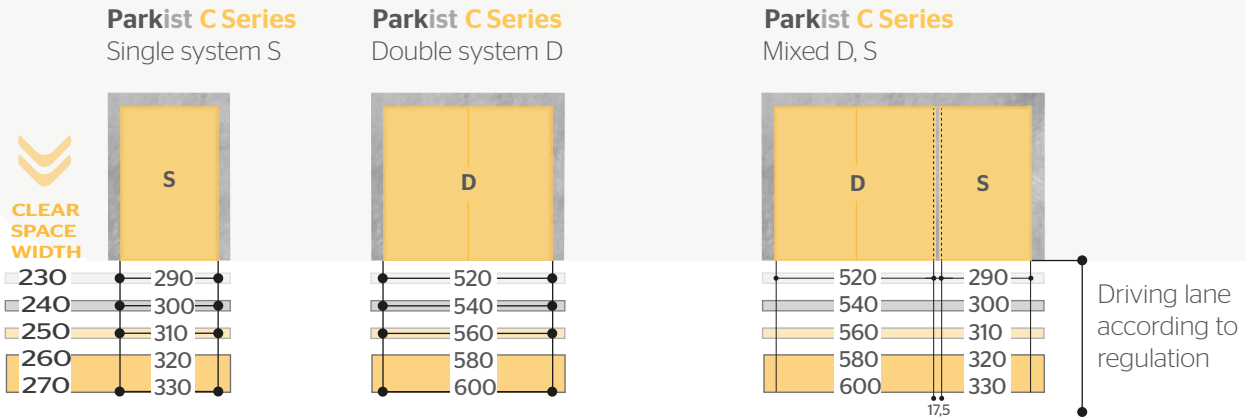 Parkist C Series
Single system S
Parkist C Series
Double system D
Parkist C Series
Mixed D, S
S
D
D
S
CLEAR
SPACE
WIDTH
230 290 520 520 290
240 300 540 540 300
250 310 560 560 310
260 320 580 580 320
270 330 600 600 330
17,5
Driving lane
according to
regulation